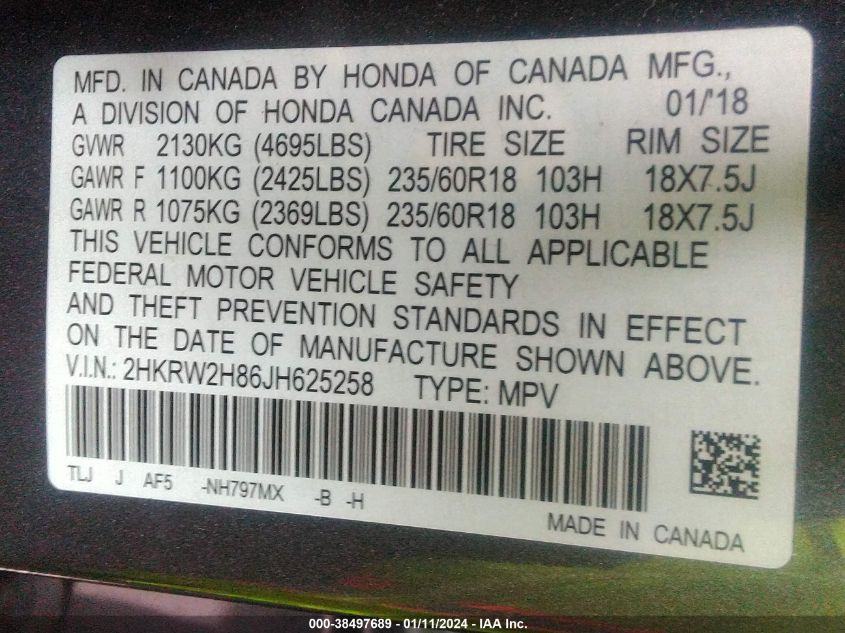 MFD. IN CANADA BY HONDA OF CANADA MFG.,
A DIVISION OF HONDA CANADA INC. 01/'18
GVWR 2130KG (4695LBS) TIRE SIZE RIM SIZE
GAWR F 1100KG (2425LBS) 235/60R18 103H 18X7.5J
GAWR R 1075KG (2369LBS) 235/60R18 103H 18X7.5J
THIS VEHICLE CONFORMS TO ALL APPLICABLE
FEDERAL MOTOR VEHICLE SAFETY
AND THEFT PREVENTION STANDARDS IN EFFECT
ON THE DATE OF MANUFACTURE SHOWN ABOVE.
V.I.N.: 2HKRW2H86JH625258 TYPE: MPV
TLJ J AF5 -NH797MX -B -H
MADE IN CANADA
000-38497689 - 01/11/2024 - IAA Inc.